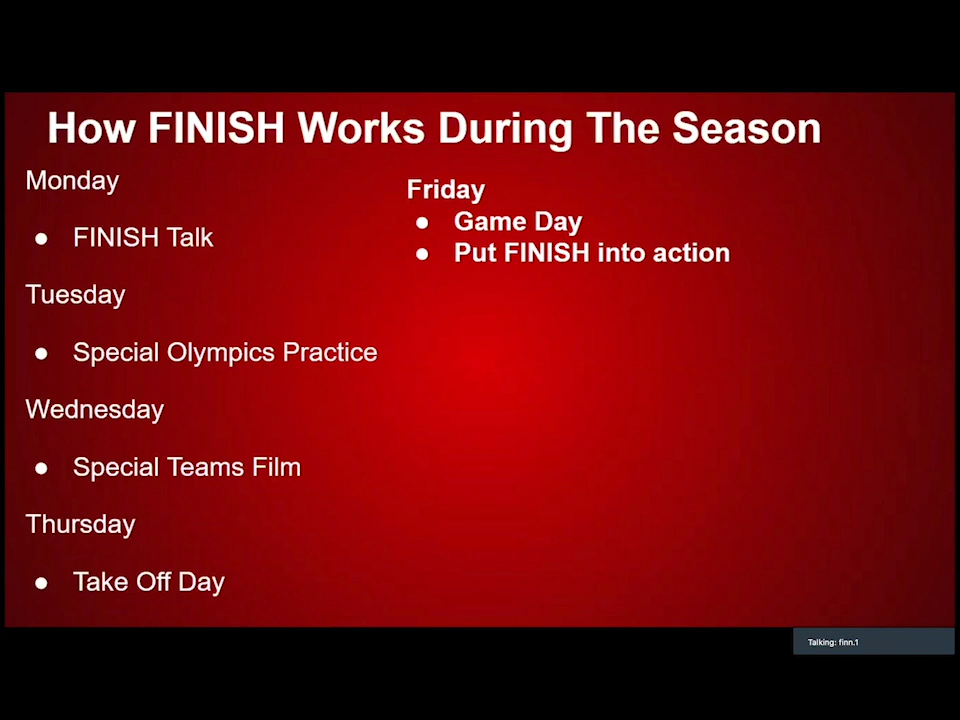 How FINISH Works During The Season
Monday
● FINISH Talk
Tuesday
● Special Olympics Practice
Wednesday
● Special Teams Film
Thursday
● Take Off Day
Friday
● Game Day
● Put FINISH into action
Talking: finn.1